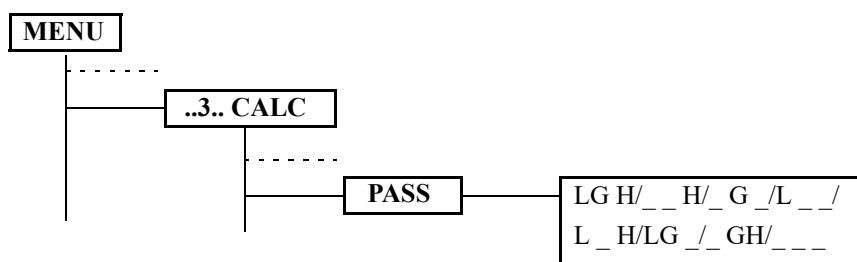 MENU
..3.. CALC
PASS
LG H/_ _ H/_ G _/L _ _/
L _ H/LG _/_ GH/_ _ _